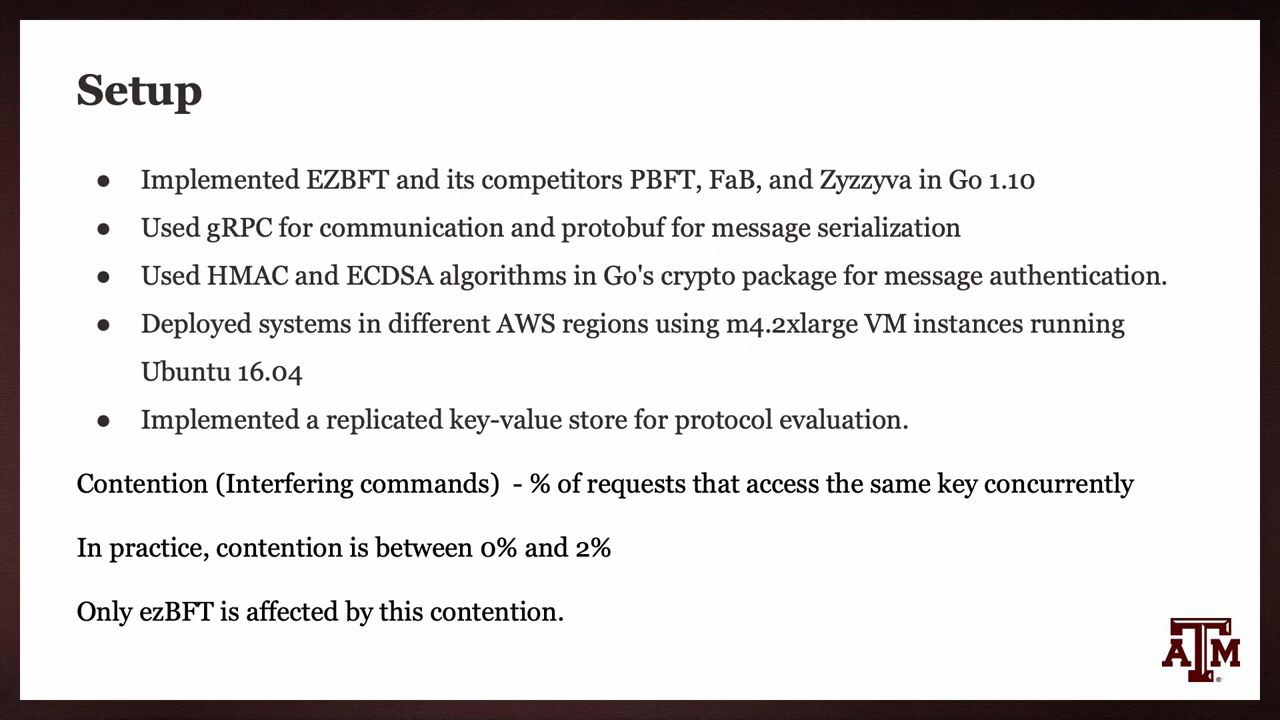 Setup
● Implemented EZBFT and its competitors PBFT, FaB, and Zyzzyva in Go 1.10
● Used gRPC for communication and protobuf for message serialization
● Used HMAC and ECDSA algorithms in Go's crypto package for message authentication.
● Deployed systems in different AWS regions using m4.2xlarge VM instances running
Ubuntu 16.04
● Implemented a replicated key-value store for protocol evaluation.
Contention (Interfering commands)  - % of requests that access the same key concurrently
In practice, contention is between 0% and 2%
Only ezBFT is affected by this contention.
ATM®